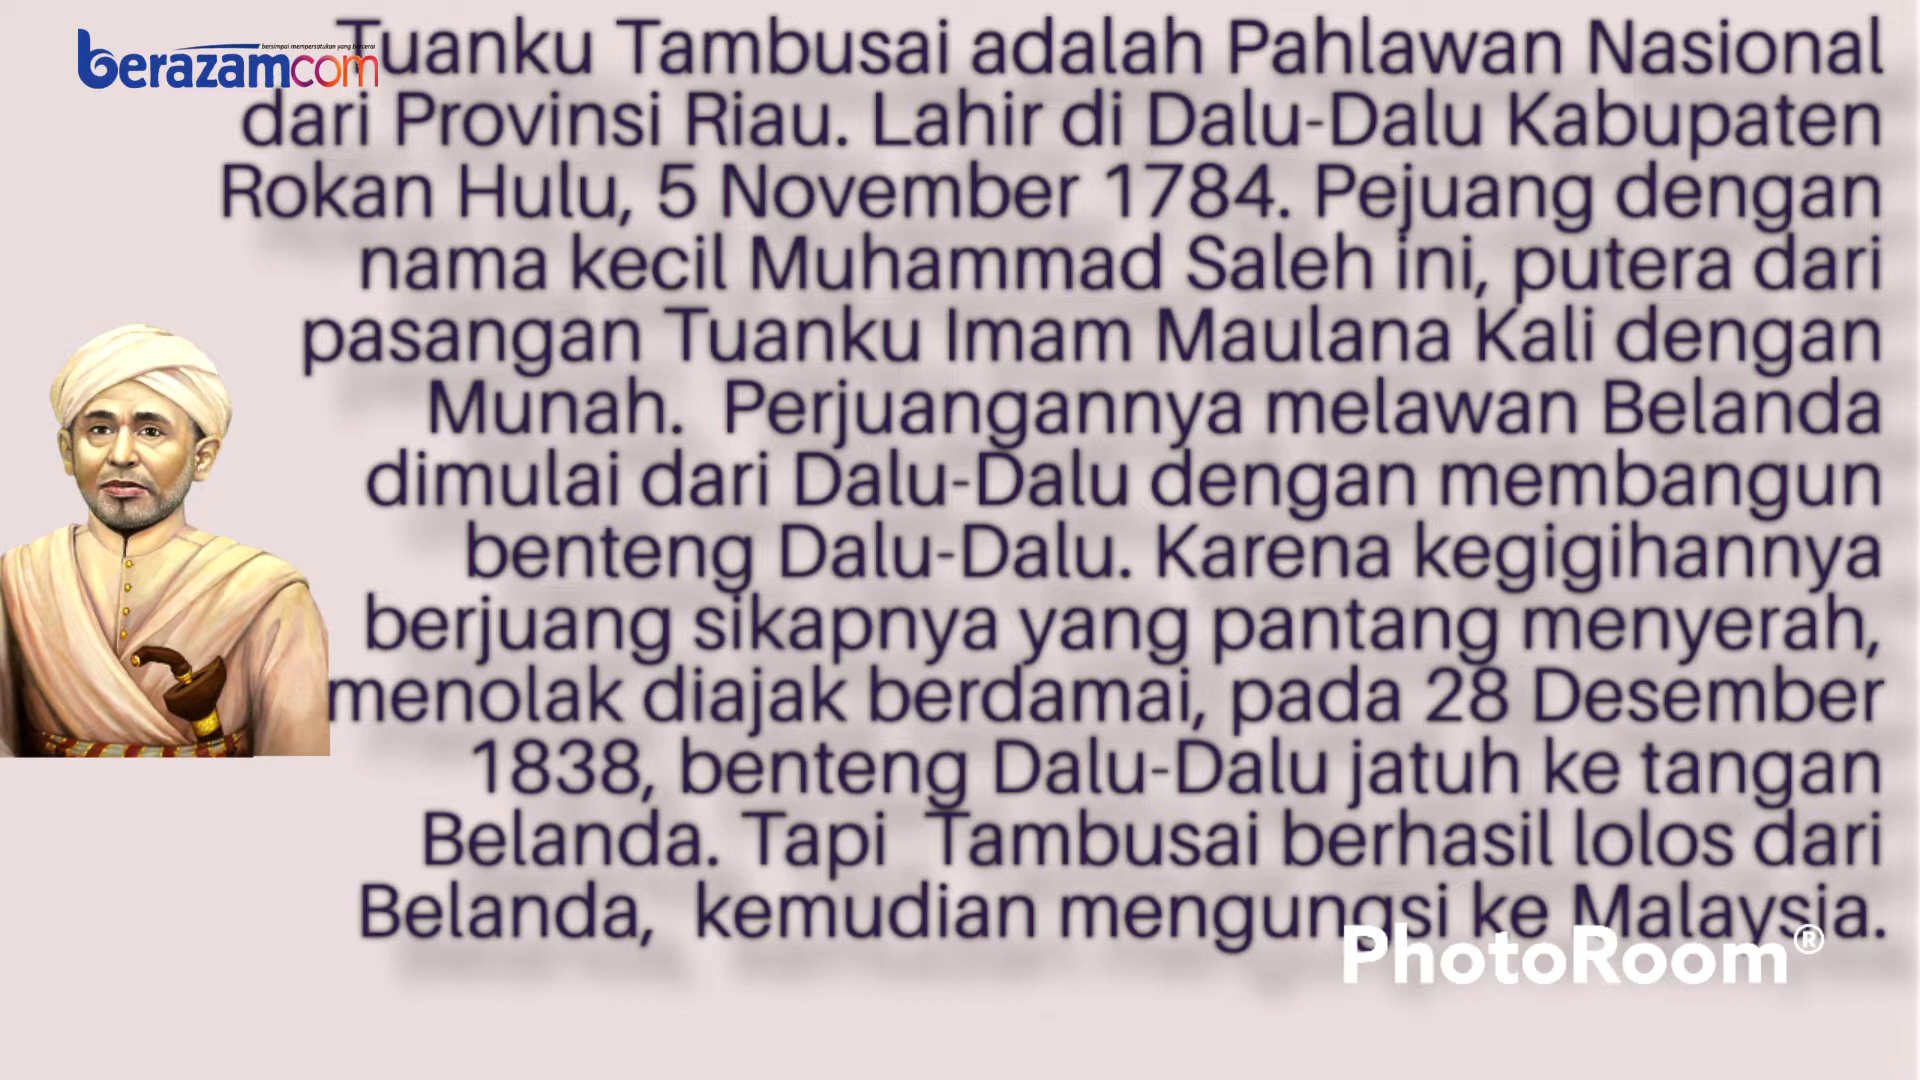 bersimpai mempersatukan yang bercerai
berazamcom
Tuanku Tambusai adalah Pahlawan Nasional
dari Provinsi Riau. Lahir di Dalu-Dalu Kabupaten
Rokan Hulu, 5 November 1784. Pejuang dengan
nama kecil Muhammad Saleh ini, putera dari
pasangan Tuanku Imam Maulana Kali dengan
Munah. Perjuangannya melawan Belanda
dimulai dari Dalu-Dalu dengan membangun
benteng Dalu-Dalu. Karena kegigihannya
berjuang sikapnya yang pantang menyerah,
menolak diajak berdamai, pada 28 Desember
1838, benteng Dalu-Dalu jatuh ke tangan
Belanda. Tapi Tambusai berhasil lolos dari
Belanda, kemudian mengungsi ke Malaysia.
PhotoRoom®